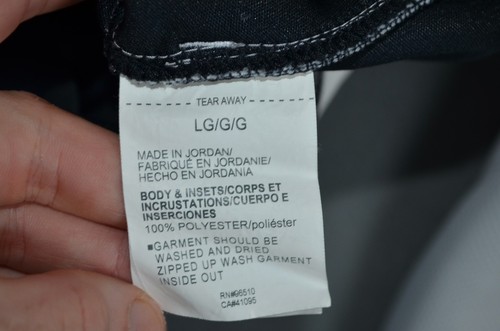 TEAR AWAY
LG/G/G
MADE IN JORDAN/
FABRIQUÉ EN JORDANIE/
HECHO EN JORDANIA
BODY & INSETS/CORPS ET
INCRUSTATIONS/CUERPO E
INSERCIONES
100% POLYESTER/poliéster
■GARMENT SHOULD BE
WASHED AND DRIED
ZIPPED UP WASH GARMENT
INSIDE OUT
RN#96510
CA#41095